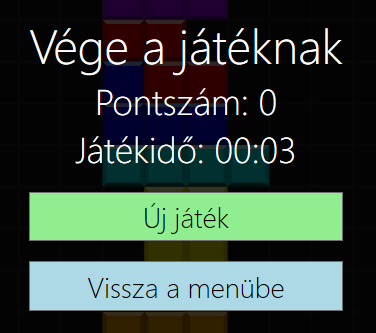 Vége a játéknak
Pontszám: 0
Játékidő: 00:03
Új játék
Vissza a menübe